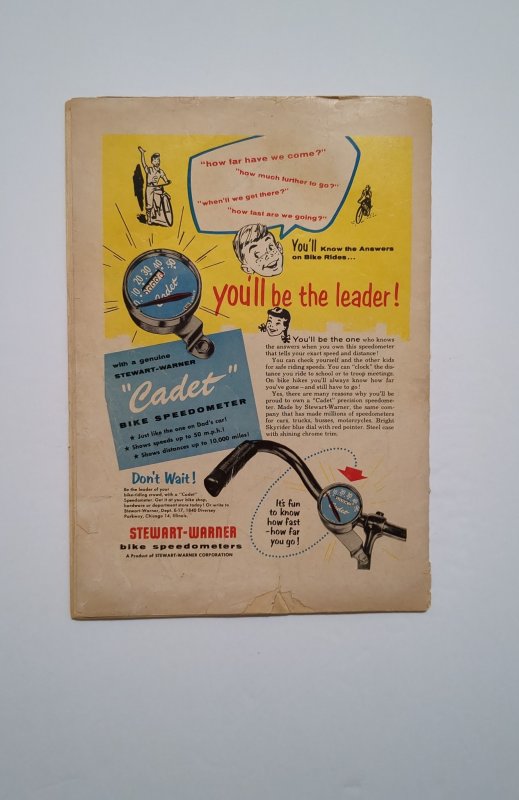 "how far have we come?"
"how much further to go?"
"when'll we get there?"
"how fast are we going?"
You'll Know the Answers
on Bike Rides...
you'll be the leader!
0 10 20 30 40 50
Cadet
with a genuine
STEWART-WARNER
"Cadet"
BIKE SPEEDOMETER
★ Just like the one on Dad's car!
★ Shows speeds up to 50 m.p.h.!
★ Shows distances up to 10,000 miles!
You'll be the one who knows
the answers when you own this speedometer
that tells your exact speed and distance!
You can check yourself and the other kids
for safe riding speeds. You can "clock" the dis-
tance you ride to school or to troop meetings.
On bike hikes you'll always know how far
you've gone—and still have to go!
Yes, there are many reasons why you'll be
proud to own a "Cadet" precision speedome-
ter. Made by Stewart-Warner, the same com-
pany that has made millions of speedometers
for cars, trucks, busses, motorcycles. Bright
Skyrider blue dial with red pointer. Steel case
with shining chrome trim.
Don't Wait!
Be the leader of your
bike-riding crowd, with a "Cadet"
Speedometer. Get it at your bike shop,
hardware or department store today! Or write to
Stewart-Warner, Dept. 1840 Diversey
Parkway, Chicago 14, Illinois.
STEWART-WARNER
bike speedometers
A Product of STEWART-WARNER CORPORATION
It's fun
to know
how fast
—how far
you go!